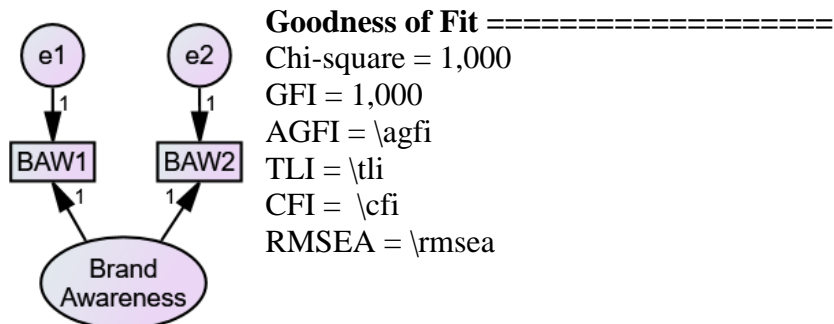 e1 e2
1 1
BAW1 BAW2
1 1
Brand
Awareness
Goodness of Fit ===================
Chi-square = 1,000
GFI = 1,000
AGFI = \agfi
TLI = \tli
CFI = \cfi
RMSEA = \rmsea